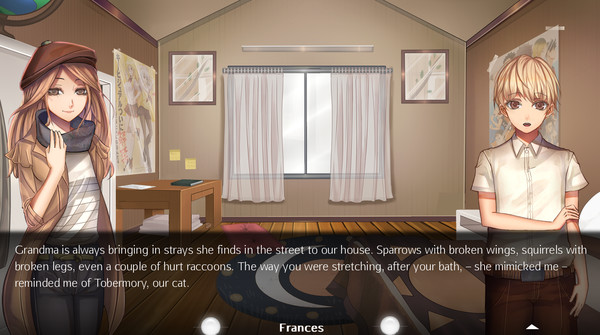 Grandma is always bringing in strays she finds in the street to our house. Sparrows with broken wings, squirrels with
broken legs, even a couple of hurt raccoons. The way you were stretching, after your bath, – she mimicked me –
reminded me of Tobermory, our cat.
Frances